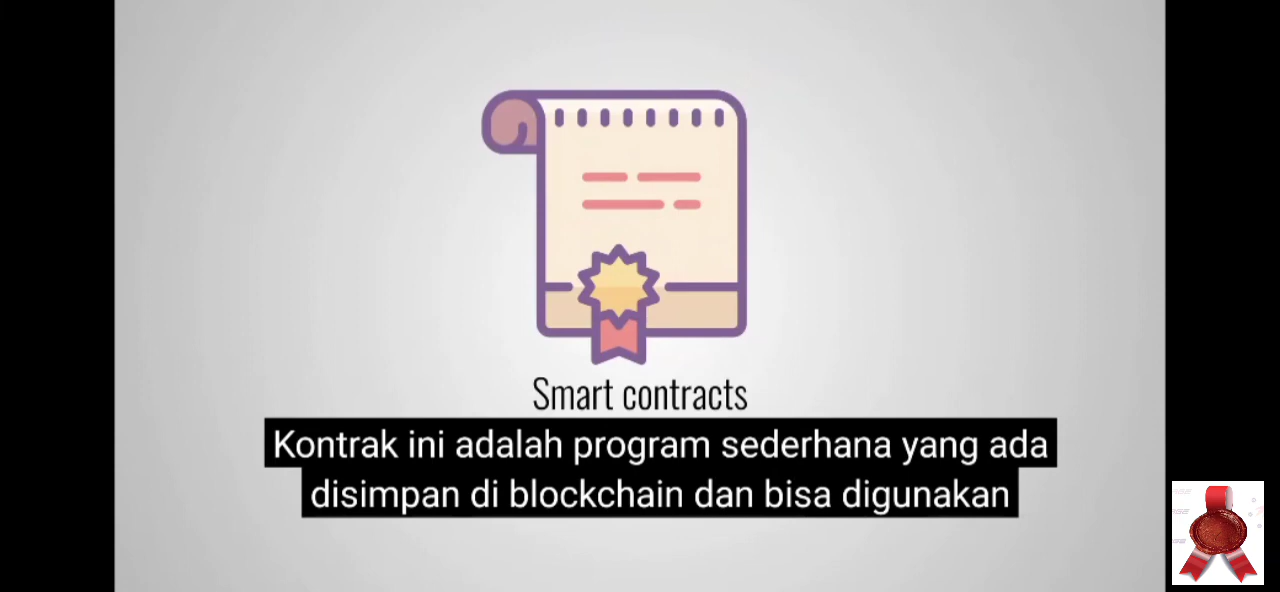 Smart contracts
Kontrak ini adalah program sederhana yang ada
disimpan di blockchain dan bisa digunakan